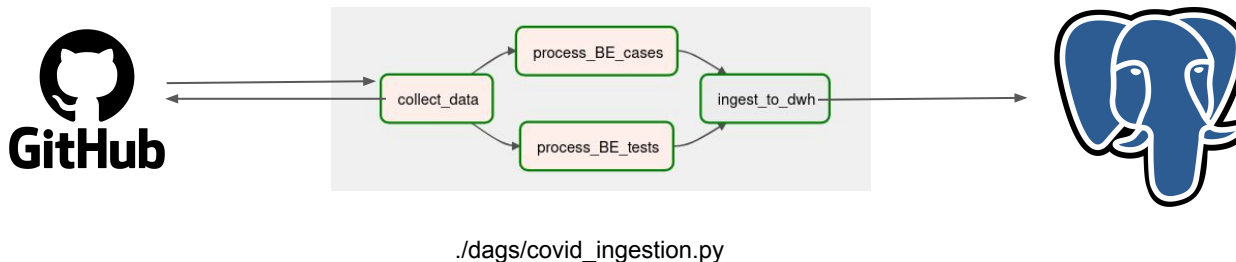 GitHub
collect_data
process_BE_cases
process_BE_tests
ingest_to_dwh
./dags/covid_ingestion.py